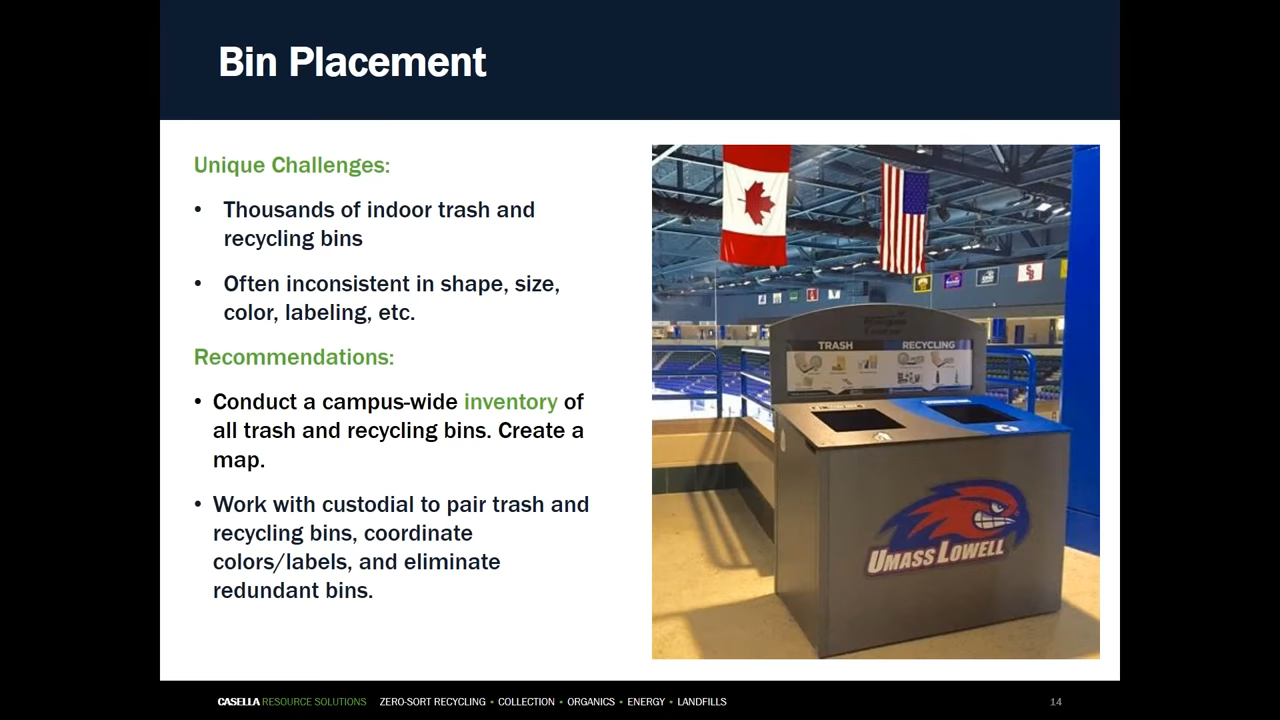 Bin Placement
Unique Challenges:
• Thousands of indoor trash and
recycling bins
• Often inconsistent in shape, size,
color, labeling, etc.
Recommendations:
• Conduct a campus-wide inventory of
all trash and recycling bins. Create a
map.
• Work with custodial to pair trash and
recycling bins, coordinate
colors/labels, and eliminate
redundant bins.
TRASH RECYCLING
UMASS LOWELL
CASELLA RESOURCE SOLUTIONS ZERO-SORT RECYCLING • COLLECTION • ORGANICS • ENERGY • LANDFILLS 14